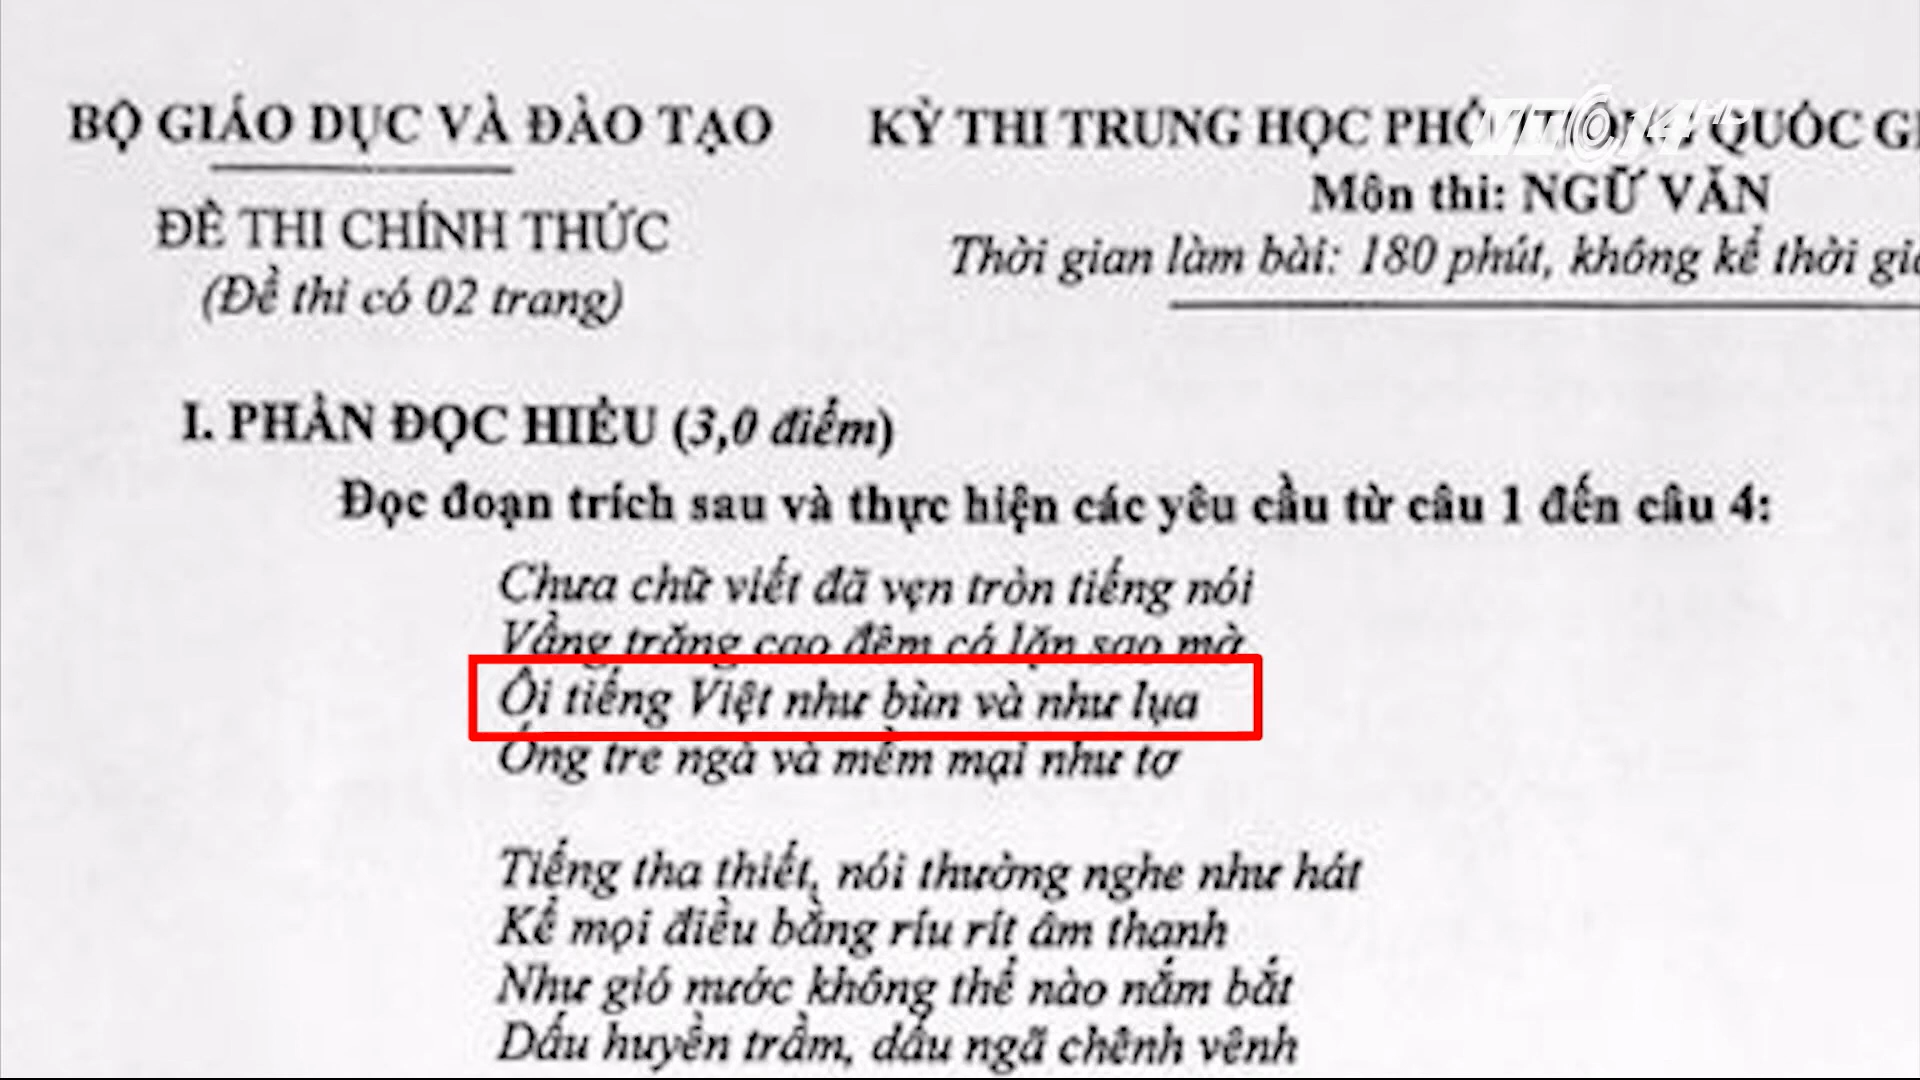 BỘ GIÁO DỤC VÀ ĐÀO TẠO
ĐỀ THI CHÍNH THỨC
(Đề thi có 02 trang)
KỲ THI TRUNG HỌC PHỔ QUỐC
VTC14 HD
Môn thi: NGỮ VĂN
Thời gian làm bài: 180 phút, không kể thời
I. PHẦN ĐỌC HIỂU (3,0 điểm)
Đọc đoạn trích sau và thực hiện các yêu cầu từ câu 1 đến câu 4:
Chưa chữ viết đã vẹn tròn tiếng nói
Vầng trăng cao đêm cá lặn sao mờ
Ôi tiếng Việt như bùn và như lụa
Óng tre ngà và mềm mại như tơ
Tiếng tha thiết, nói thường nghe như hát
Kể mọi điều bằng ríu rít âm thanh
Như gió nước không thể nào nắm bắt
Dấu huyền trầm, dấu ngã chênh vênh